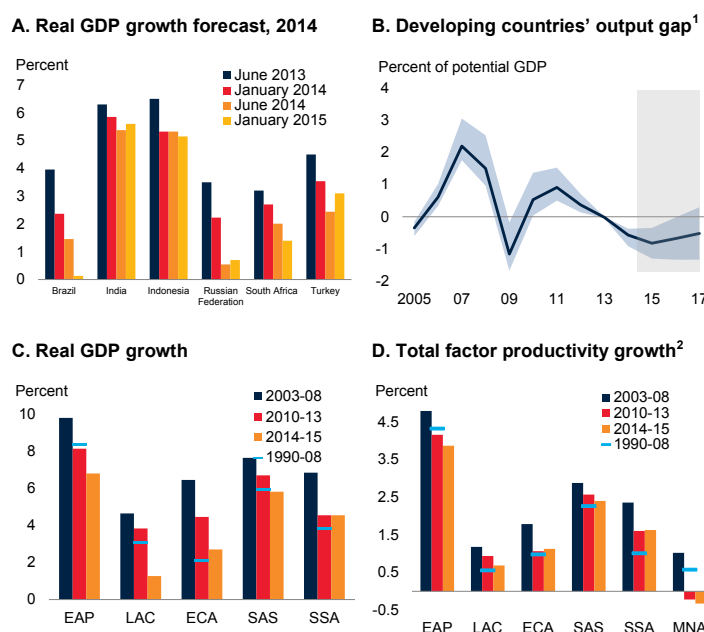 A. Real GDP growth forecast, 2014
Percent
7
6
5
4
3
2
1
0
June 2013
January 2014
June 2014
January 2015
Brazil
India
Indonesia
Russian
Federation
South Africa
Turkey
B. Developing countries’ output gap1
Percent of potential GDP
4
3
2
1
0
-1
-2
2005 07 09 11 13 15 17
C. Real GDP growth
Percent
10
8
6
4
2
0
2003-08
2010-13
2014-15
1990-08
EAP LAC ECA SAS SSA
D. Total factor productivity growth2
Percent
4.5
3.5
2.5
1.5
0.5
-0.5
2003-08
2010-13
2014-15
1990-08
EAP LAC ECA SAS SSA MNA